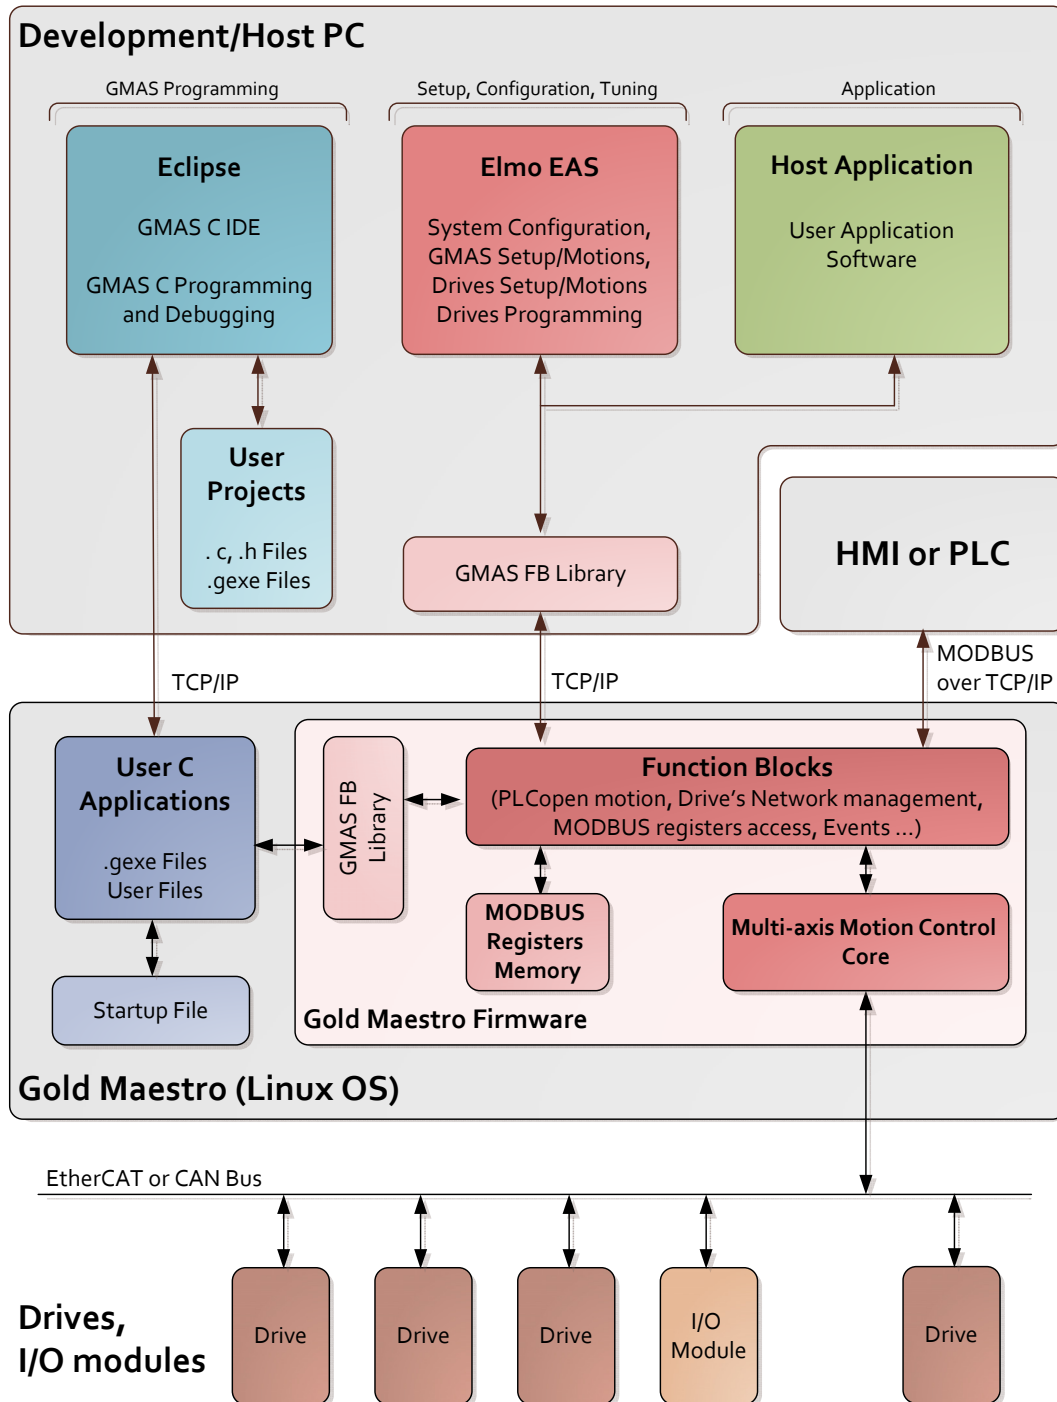 Development/Host PC
GMAS Programming
Setup, Configuration, Tuning
Application
Eclipse
GMAS C IDE
GMAS C Programming
and Debugging
Elmo EAS
System Configuration,
GMAS Setup/Motions,
Drives Setup/Motions
Drives Programming
Host Application
User Application
Software
User
Projects
. c, .h Files
.gexe Files
GMAS FB Library
HMI or PLC
TCP/IP
TCP/IP
MODBUS
over TCP/IP
User C
Applications
.gexe Files
User Files
GMAS FB
Library
Function Blocks
(PLCopen motion, Drive's Network management,
MODBUS registers access, Events ...)
MODBUS
Registers
Memory
Multi-axis Motion Control
Core
Startup File
Gold Maestro Firmware
Gold Maestro (Linux OS)
EtherCAT or CAN Bus
Drives,
I/O modules
Drive
Drive
Drive
I/O
Module
Drive